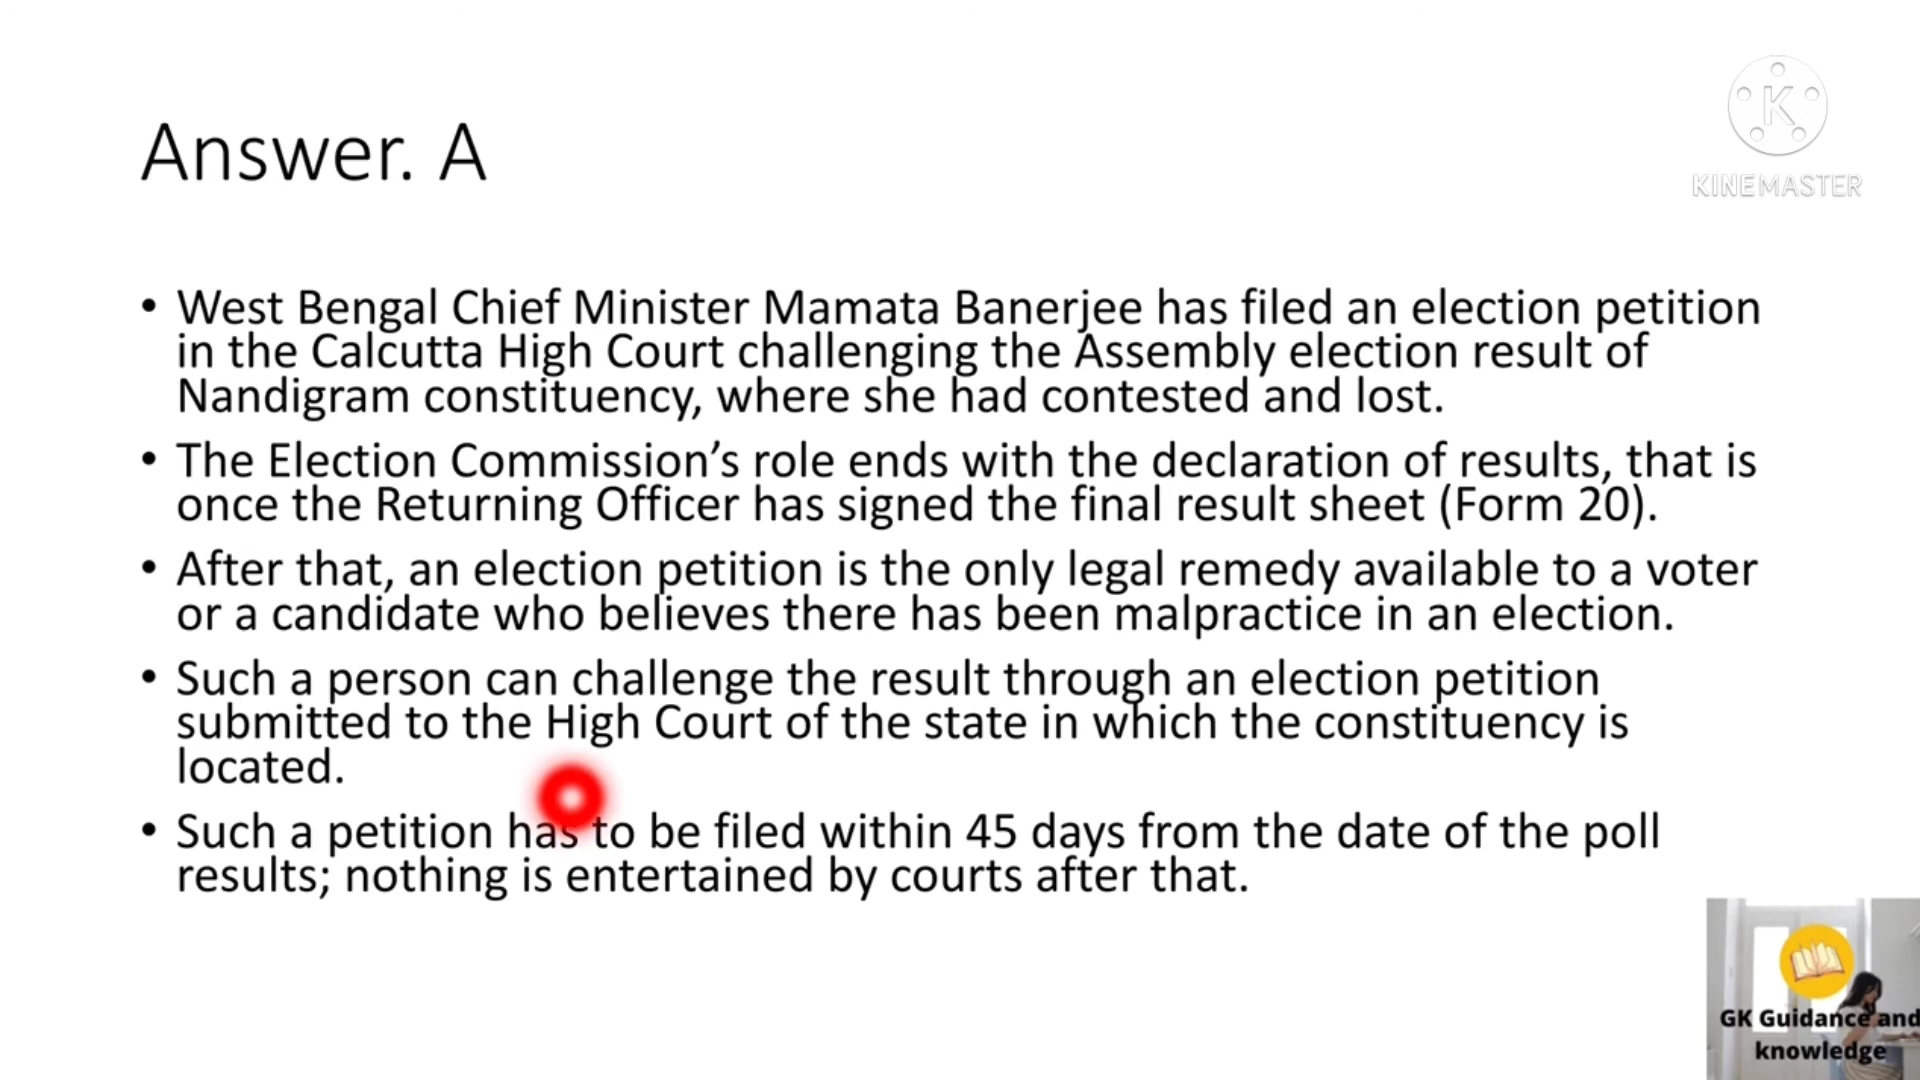 Answer. A
K
KINEMASTER
• West Bengal Chief Minister Mamata Banerjee has filed an election petition
in the Calcutta High Court challenging the Assembly election result of
Nandigram constituency, where she had contested and lost.
• The Election Commission’s role ends with the declaration of results, that is
once the Returning Officer has signed the final result sheet (Form 20).
• After that, an election petition is the only legal remedy available to a voter
or a candidate who believes there has been malpractice in an election.
• Such a person can challenge the result through an election petition
submitted to the High Court of the state in which the constituency is
located.
• Such a petition has to be filed within 45 days from the date of the poll
results; nothing is entertained by courts after that.
GK Guidance and
knowledge